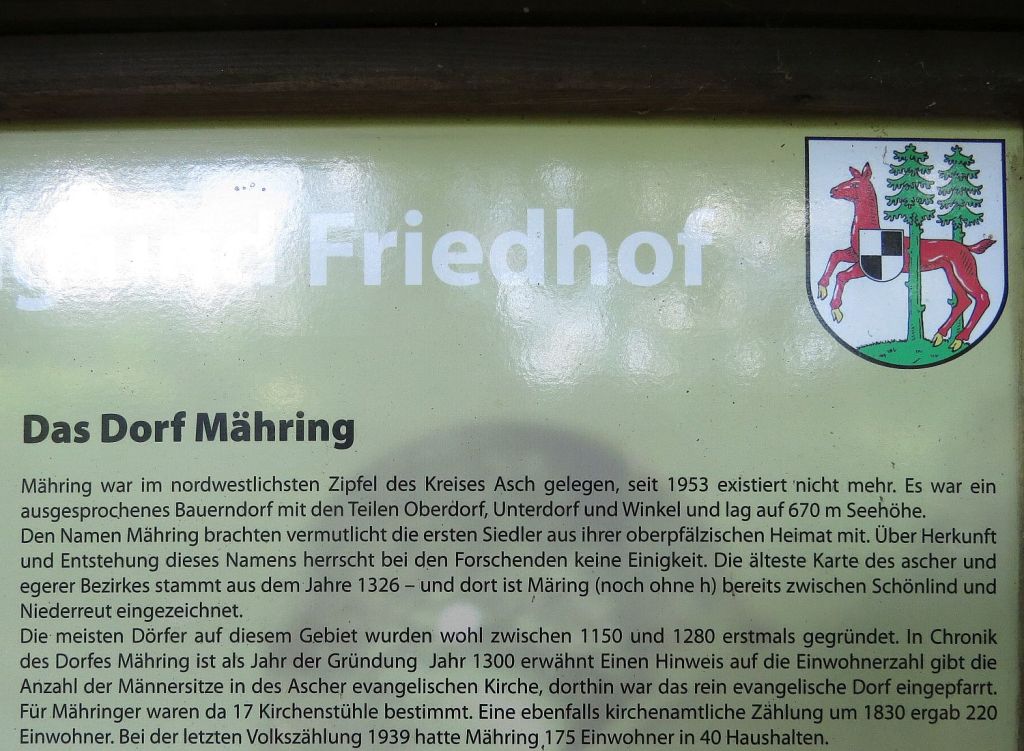 und Friedhof
Das Dorf Mähring
Mähring war im nordwestlichsten Zipfel des Kreises Asch gelegen, seit 1953 existiert nicht mehr. Es war ein
ausgesprochenes Bauerndorf mit den Teilen Oberdorf, Unterdorf und Winkel und lag auf 670 m Seehöhe.
Den Namen Mähring brachten vermutlicht die ersten Siedler aus ihrer oberpfälzischen Heimat mit. Über Herkunft
und Entstehung dieses Namens herrscht bei den Forschenden keine Einigkeit. Die älteste Karte des ascher und
egerer Bezirkes stammt aus dem Jahre 1326 – und dort ist Märing (noch ohne h) bereits zwischen Schönlind und
Niederreut eingezeichnet.
Die meisten Dörfer auf diesem Gebiet wurden wohl zwischen 1150 und 1280 erstmals gegründet. In Chronik
des Dorfes Mähring ist als Jahr der Gründung Jahr 1300 erwähnt Einen Hinweis auf die Einwohnerzahl gibt die
Anzahl der Männersitze in des Ascher evangelischen Kirche, dorthin war das rein evangelische Dorf eingepfarrt.
Für Mähringer waren da 17 Kirchenstühle bestimmt. Eine ebenfalls kirchenamtliche Zählung um 1830 ergab 220
Einwohner. Bei der letzten Volkszählung 1939 hatte Mähring 175 Einwohner in 40 Haushalten.